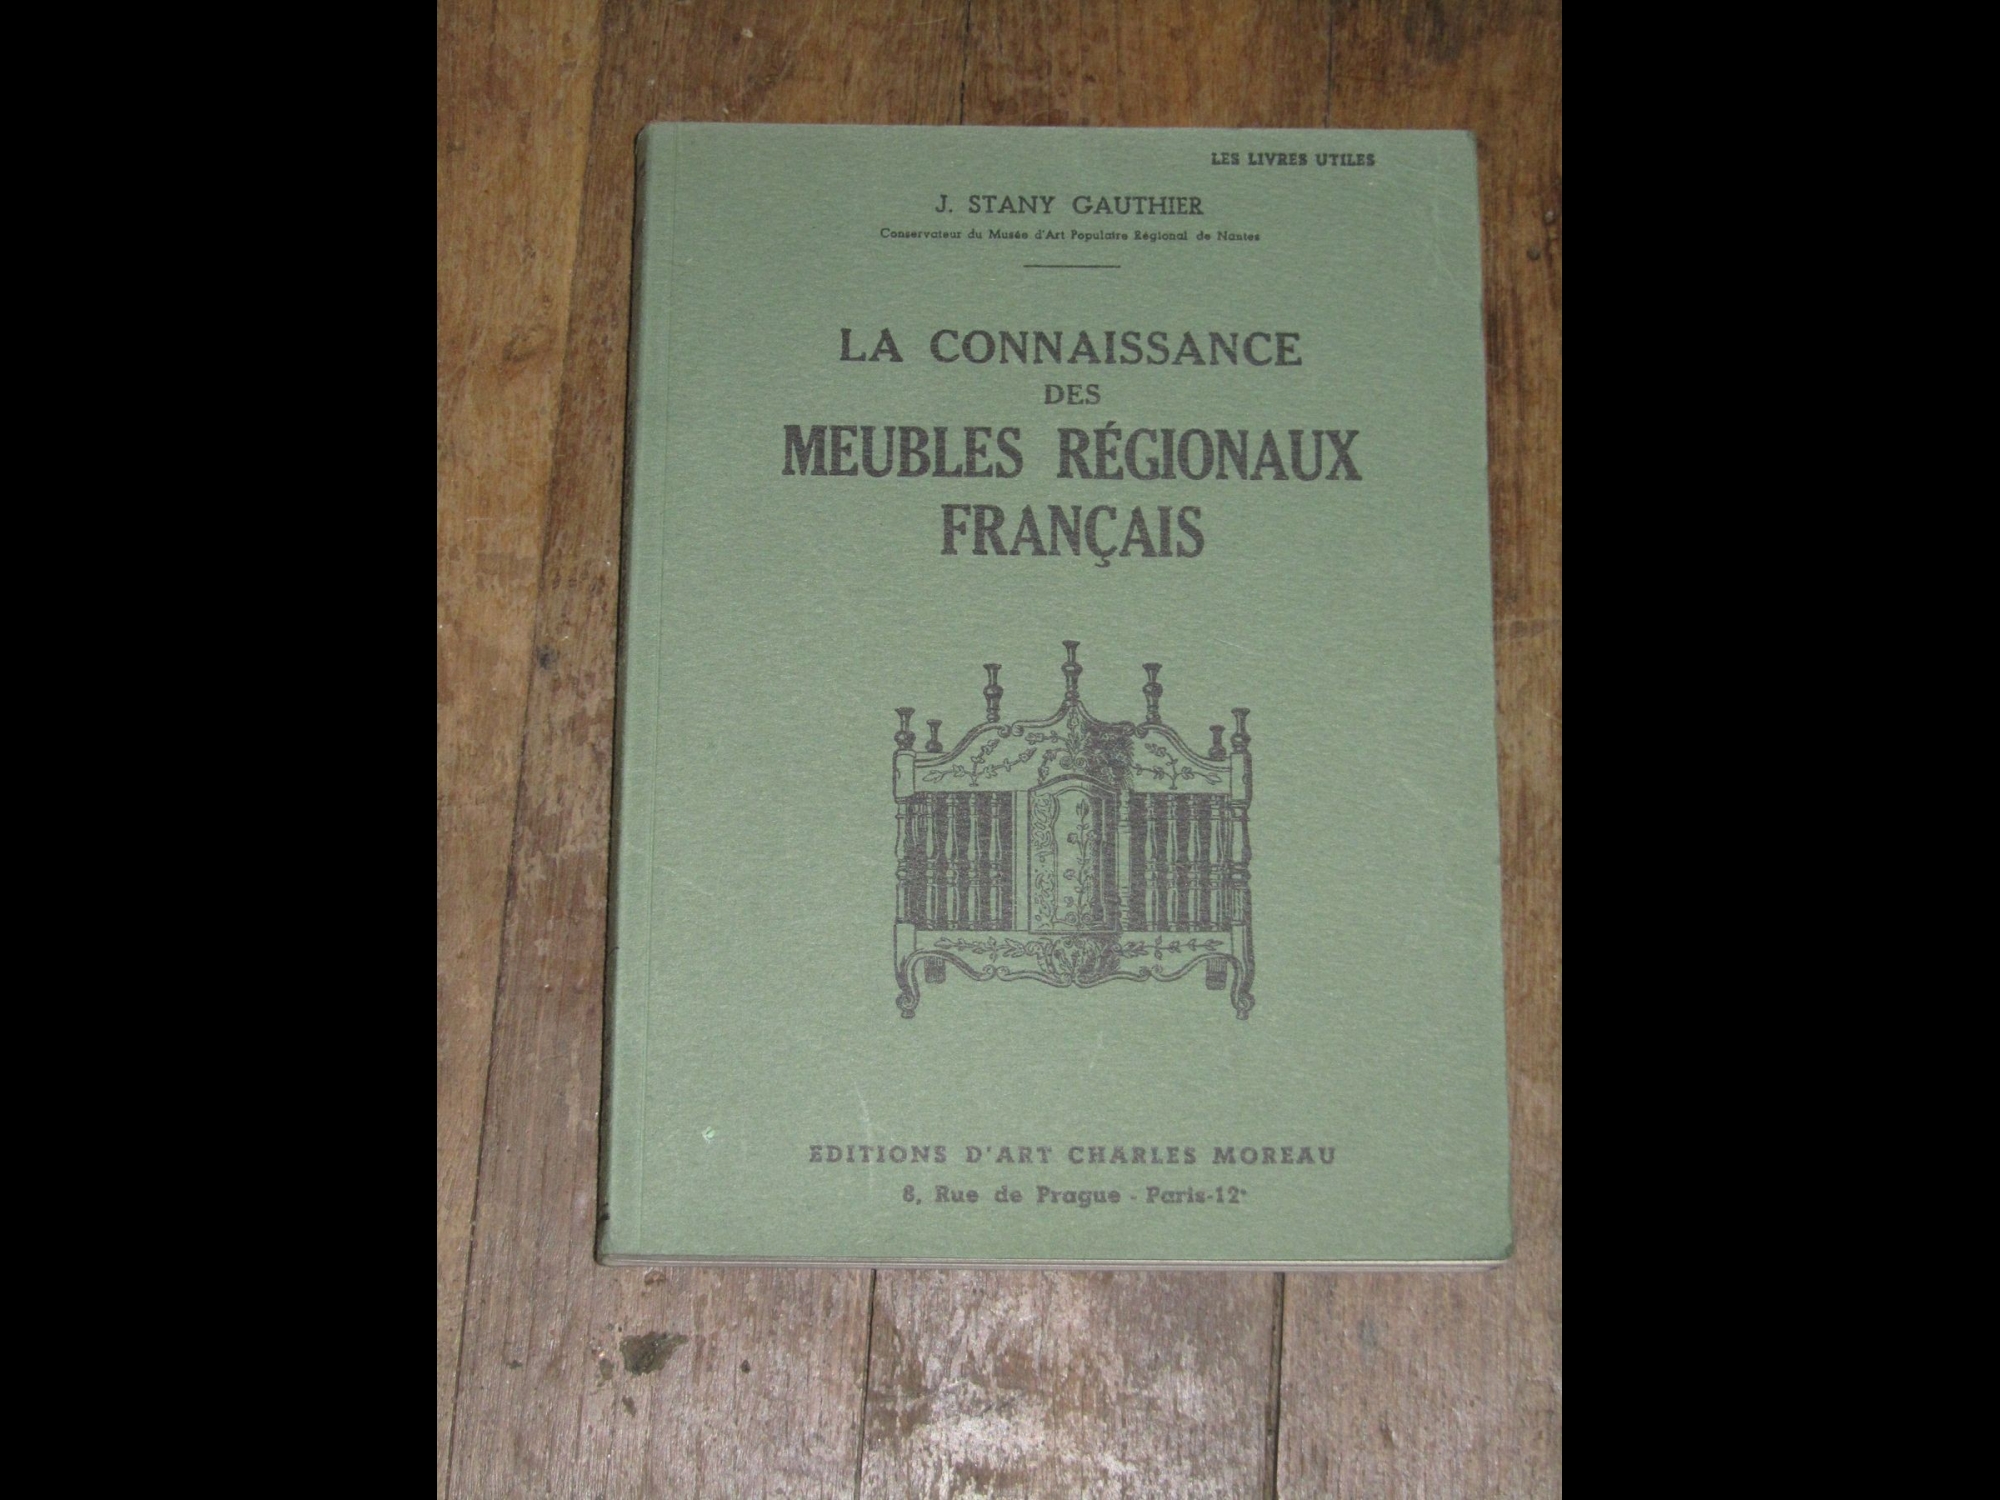 LES LIVRES UTILES
J. STANY GAUTHIER
Conservateur du Musée d'Art Populaire Régional de Nantes
LA CONNAISSANCE
DES
MEUBLES RÉGIONAUX
FRANÇAIS
EDITIONS D'ART CHARLES MOREAU
8, Rue de Prague - Paris-12e